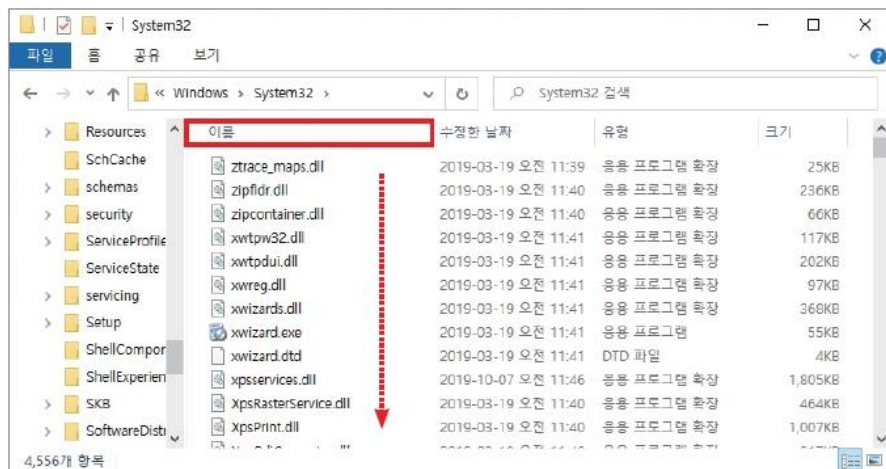 System32
파일 홈 공유 보기
« Windows › System32 ›
System32 검색
Resources
SchCache
schemas
security
ServiceProfile
ServiceState
servicing
Setup
ShellCompor
ShellExperien
SKB
SoftwareDistr
이름 수정한 날짜 유형 크기
ztrace_maps.dll 2019-03-19 오전 11:39 응용 프로그램 확장 25KB
zipfldr.dll 2019-03-19 오전 11:40 응용 프로그램 확장 236KB
zipcontainer.dll 2019-03-19 오전 11:40 응용 프로그램 확장 66KB
xwtpw32.dll 2019-03-19 오전 11:41 응용 프로그램 확장 117KB
xwtpdui.dll 2019-03-19 오전 11:41 응용 프로그램 확장 202KB
xwreg.dll 2019-03-19 오전 11:41 응용 프로그램 확장 97KB
xwizards.dll 2019-03-19 오전 11:41 응용 프로그램 확장 368KB
xwizard.exe 2019-03-19 오전 11:41 응용 프로그램 55KB
xwizard.dtd 2019-03-19 오전 11:41 DTD 파일 4KB
xpsservices.dll 2019-10-07 오전 11:46 응용 프로그램 확장 1,805KB
XpsRasterService.dll 2019-03-19 오전 11:40 응용 프로그램 확장 464KB
XpsPrint.dll 2019-03-19 오전 11:40 응용 프로그램 확장 1,007KB
4,556개 항목